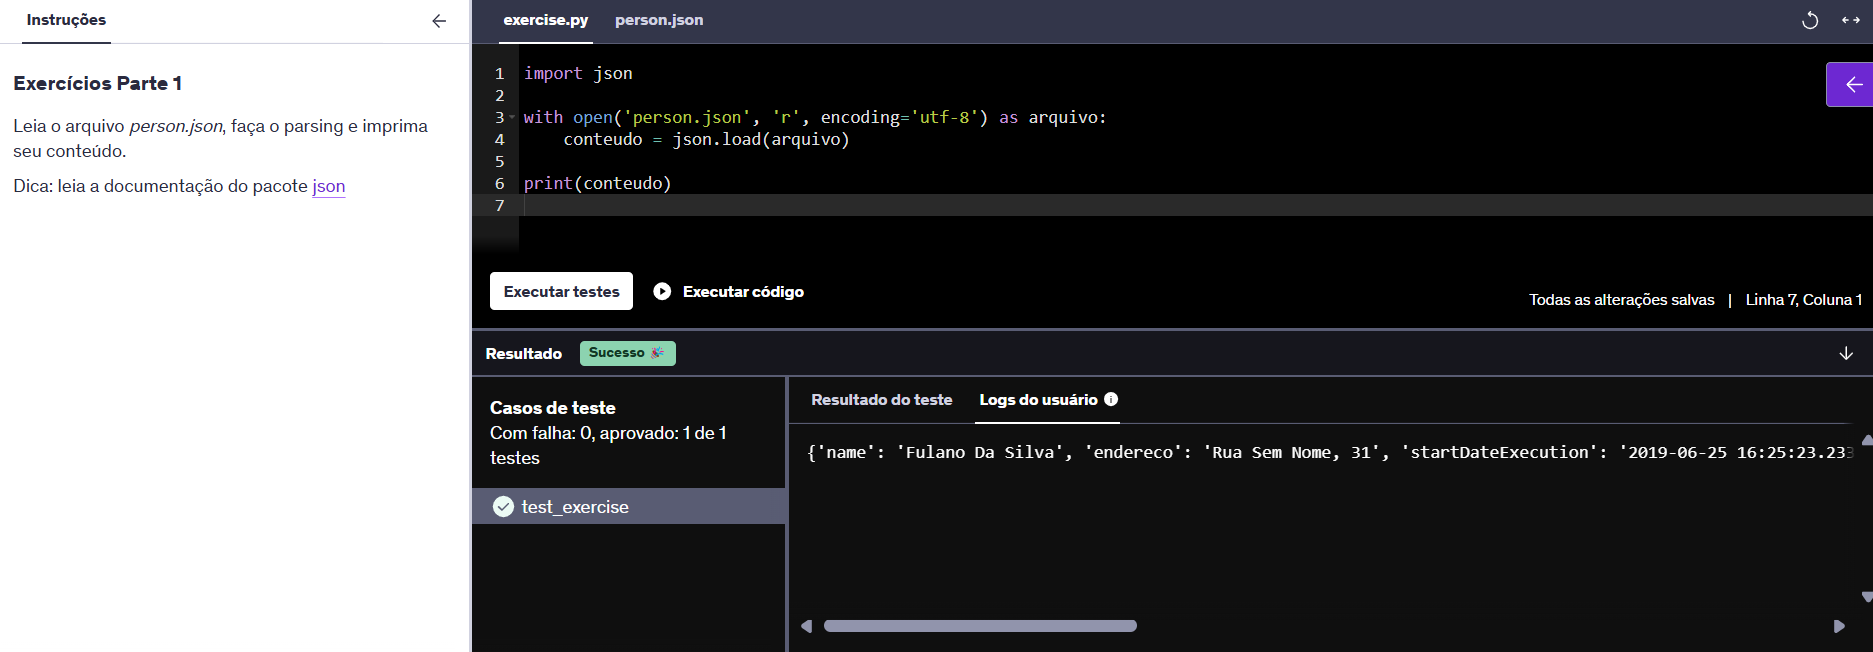 Instruções
Exercícios Parte 1
Leia o arquivo person.json, faça o parsing e imprima
seu conteúdo.
Dica: leia a documentação do pacote json
exercise.py person.json
1 import json
2
3 with open('person.json', 'r', encoding='utf-8') as arquivo:
4     conteudo = json.load(arquivo)
5
6 print(conteudo)
7
Executar testes Executar código
Todas as alterações salvas | Linha 7, Coluna 1
Resultado Sucesso 🎉
Casos de teste
Com falha: 0, aprovado: 1 de 1
testes
test_exercise
Resultado do teste Logs do usuário
{'name': 'Fulano Da Silva', 'endereco': 'Rua Sem Nome, 31', 'startDateExecution': '2019-06-25 16:25:23.233